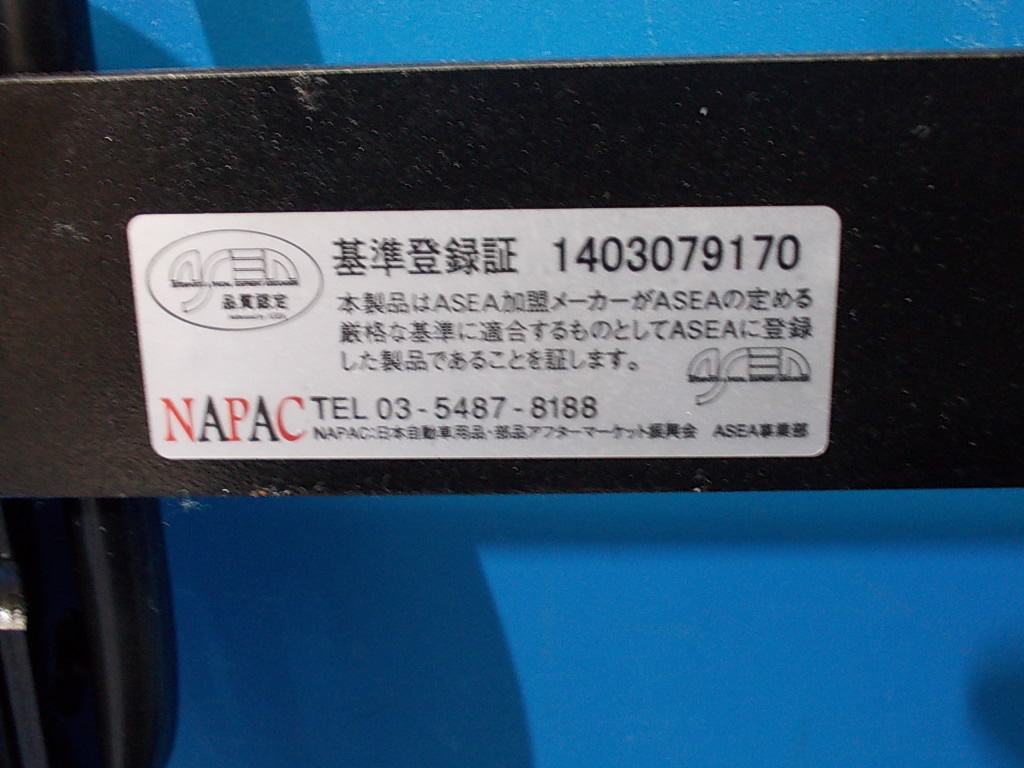 ASEA
品質認定
基準登録証 1403079170
本製品はASEA加盟メーカーがASEAの定める
厳格な基準に適合するものとしてASEAに登録
した製品であることを証します。
ASEA
NAPAC TEL 03-5487-8188
NAPAC:日本自動車用品・部品アフターマーケット振興会 ASEA事業部